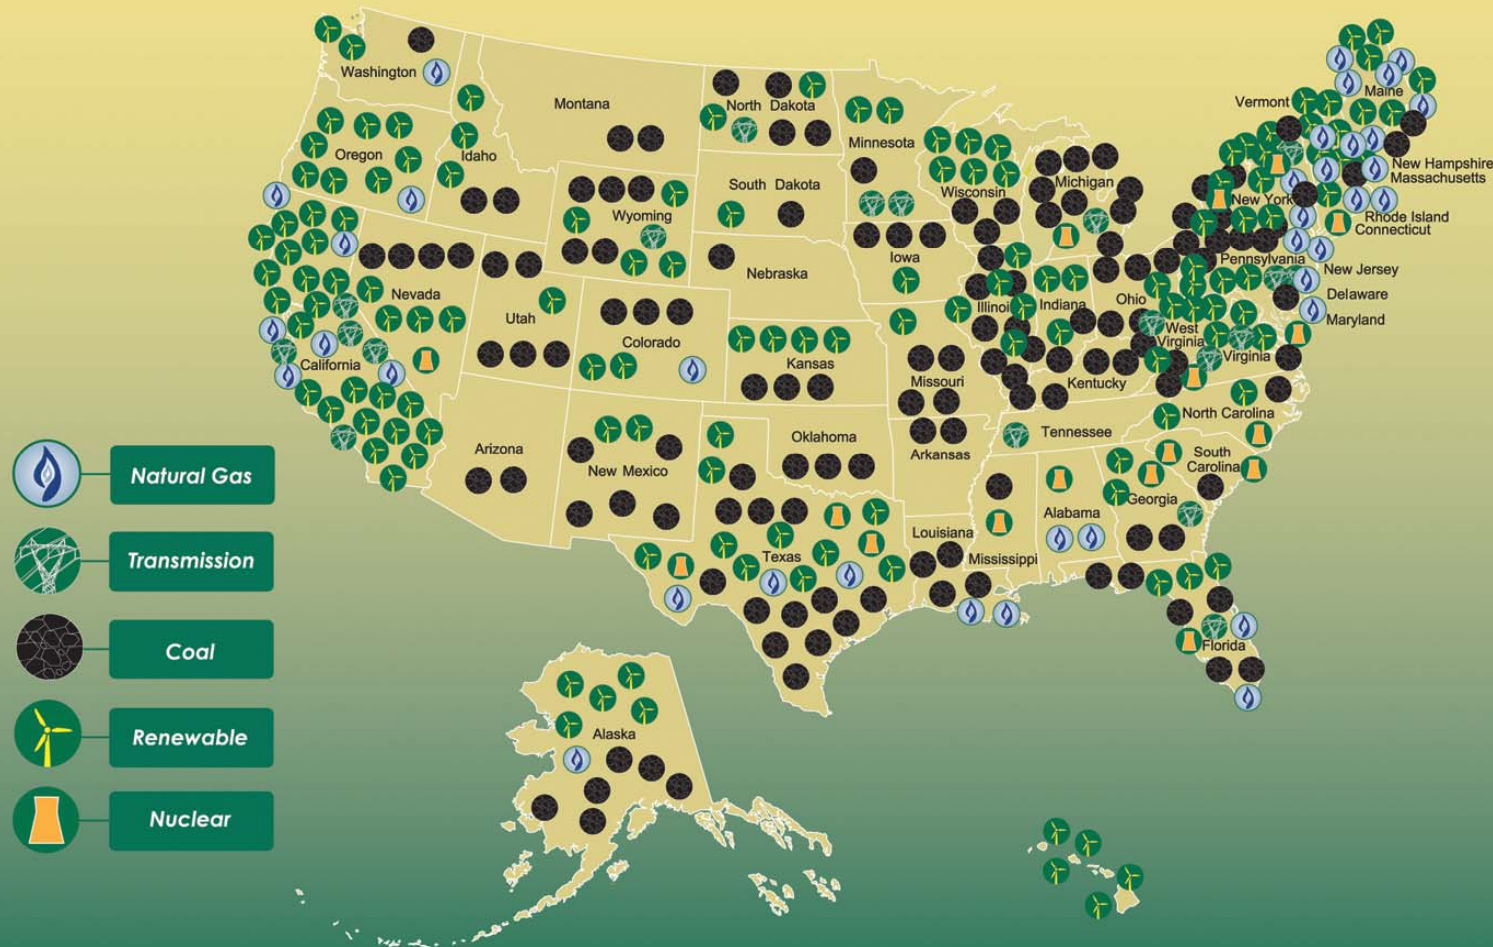 Washington
Montana
North Dakota
Minnesota
Vermont
Maine
Oregon
Idaho
South Dakota
Wyoming
Wisconsin
Michigan
New York
New Hampshire
Massachusetts
Rhode Island
Connecticut
Iowa
Nebraska
Pennsylvania
New Jersey
Delaware
Maryland
Nevada
Utah
Colorado
Kansas
Illinoi
Indiana
Ohio
West
Virginia
Virginia
California
Missouri
Kentucky
North Carolina
Arizona
New Mexico
Oklahoma
Arkansas
Tennessee
South
Carolina
Georgia
Alabama
Mississippi
Louisiana
Texas
Florida
Alaska
Natural Gas
Transmission
Coal
Renewable
Nuclear